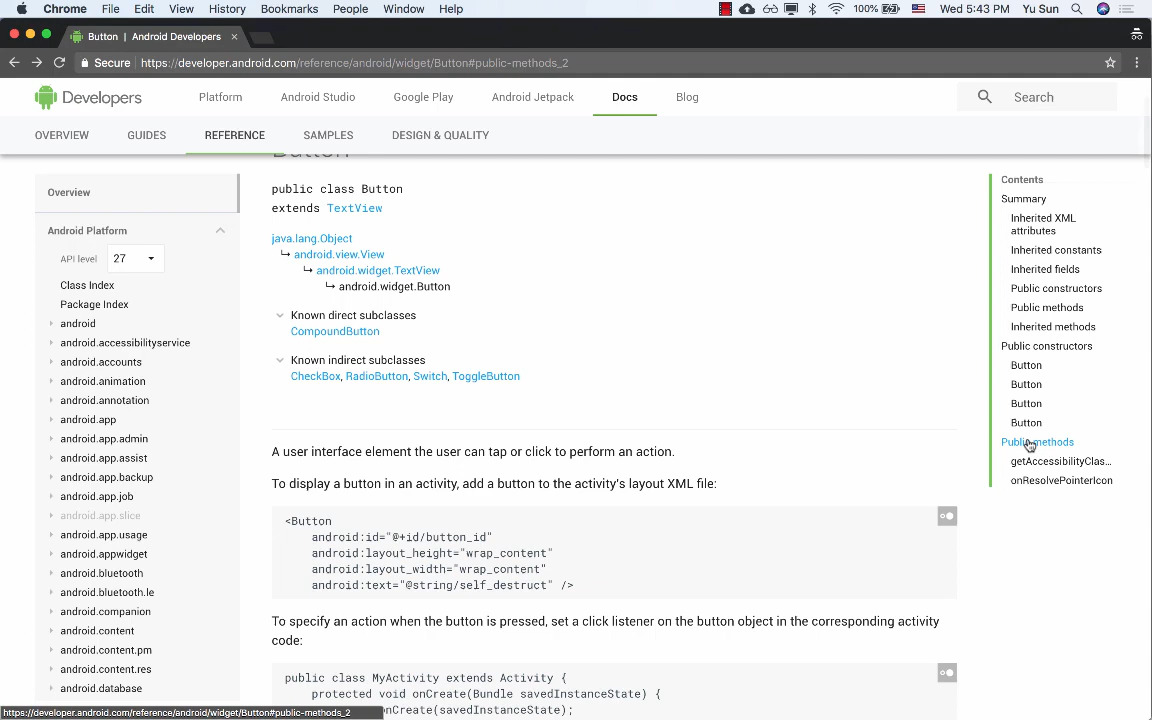 Chrome File Edit View History Bookmarks People Window Help 100% Wed 5:43 PM Yu Sun
Button | Android Developers
Secure https://developer.android.com/reference/android/widget/Button#public-methods_2
Developers Platform Android Studio Google Play Android Jetpack Docs Blog Search
OVERVIEW GUIDES REFERENCE SAMPLES DESIGN & QUALITY
Overview
Android Platform
API level 27
Class Index
Package Index
android
android.accessibilityservice
android.accounts
android.animation
android.annotation
android.app
android.app.admin
android.app.assist
android.app.backup
android.app.job
android.app.slice
android.app.usage
android.appwidget
android.bluetooth
android.bluetooth.le
android.companion
android.content
android.content.pm
android.content.res
android.database
Button
public class Button
extends TextView
java.lang.Object
↳ android.view.View
↳ android.widget.TextView
↳ android.widget.Button
Known direct subclasses
CompoundButton
Known indirect subclasses
CheckBox, RadioButton, Switch, ToggleButton
A user interface element the user can tap or click to perform an action.
To display a button in an activity, add a button to the activity's layout XML file:
<Button
android:id="@+id/button_id"
android:layout_height="wrap_content"
android:layout_width="wrap_content"
android:text="@string/self_destruct" />
To specify an action when the button is pressed, set a click listener on the button object in the corresponding activity
code:
public class MyActivity extends Activity {
protected void onCreate(Bundle savedInstanceState) {
onCreate(savedInstanceState);
Contents
Summary
Inherited XML
attributes
Inherited constants
Inherited fields
Public constructors
Public methods
Inherited methods
Public constructors
Button
Button
Button
Button
Public methods
getAccessibilityClas...
onResolvePointerIcon
https://developer.android.com/reference/android/widget/Button#public-methods_2